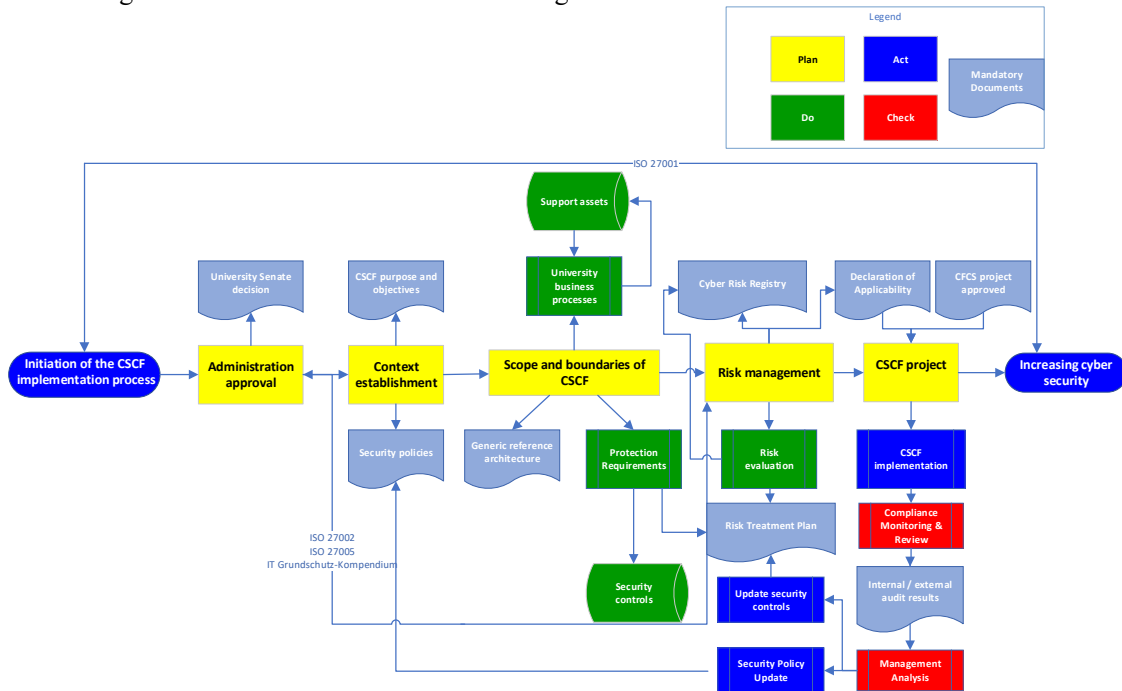 Legend
Plan
Act
Mandatory
Documents
Do
Check
ISO 27001
Support assets
University Senate
decision
CSCF purpose and
objectives
University
business
processes
Cyber Risk Registry
Declaration of
Applicability
CFCS project
approved
Initiation of the CSCF
implementation process
Administration
approval
Context
establishment
Scope and boundaries of
CSCF
Risk management
CSCF project
Increasing cyber
security
Security policies
Generic reference
architecture
Protection
Requirements
Risk
evaluation
CSCF
implementation
Risk Treatment Plan
Compliance
Monitoring &
Review
ISO 27002
ISO 27005
IT Grundschutz-Kompendium
Security
controls
Update security
controls
Internal / external
audit results
Security Policy
Update
Management
Analysis